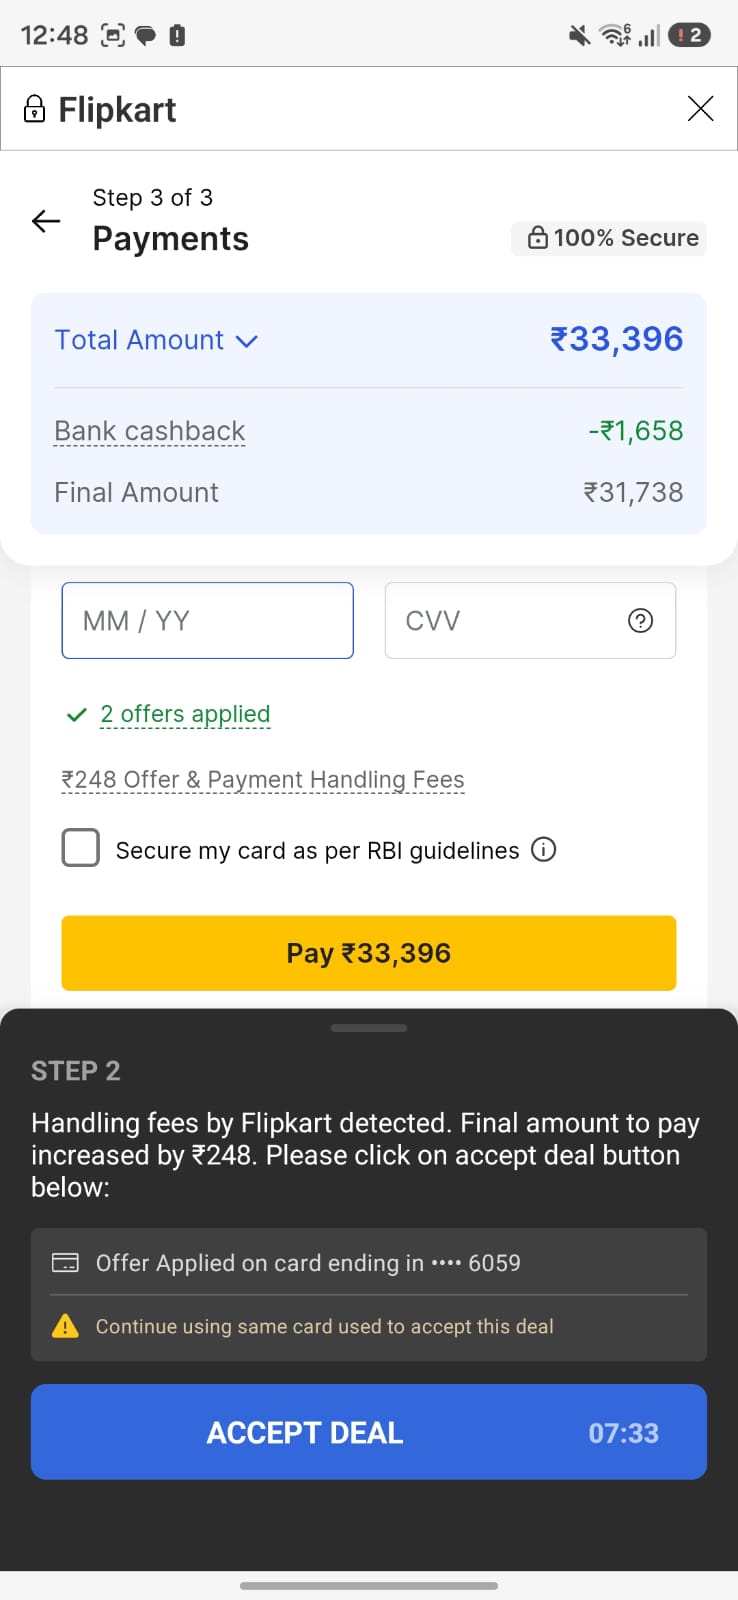 12:48
6
! 2
Flipkart
Step 3 of 3
Payments
100% Secure
Total Amount
₹33,396
Bank cashback
-₹1,658
Final Amount
₹31,738
MM / YY
CVV
?
2 offers applied
₹248 Offer & Payment Handling Fees
Secure my card as per RBI guidelines
Pay ₹33,396
STEP 2
Handling fees by Flipkart detected. Final amount to pay
increased by ₹248. Please click on accept deal button
below:
Offer Applied on card ending in •••• 6059
Continue using same card used to accept this deal
ACCEPT DEAL
07:33